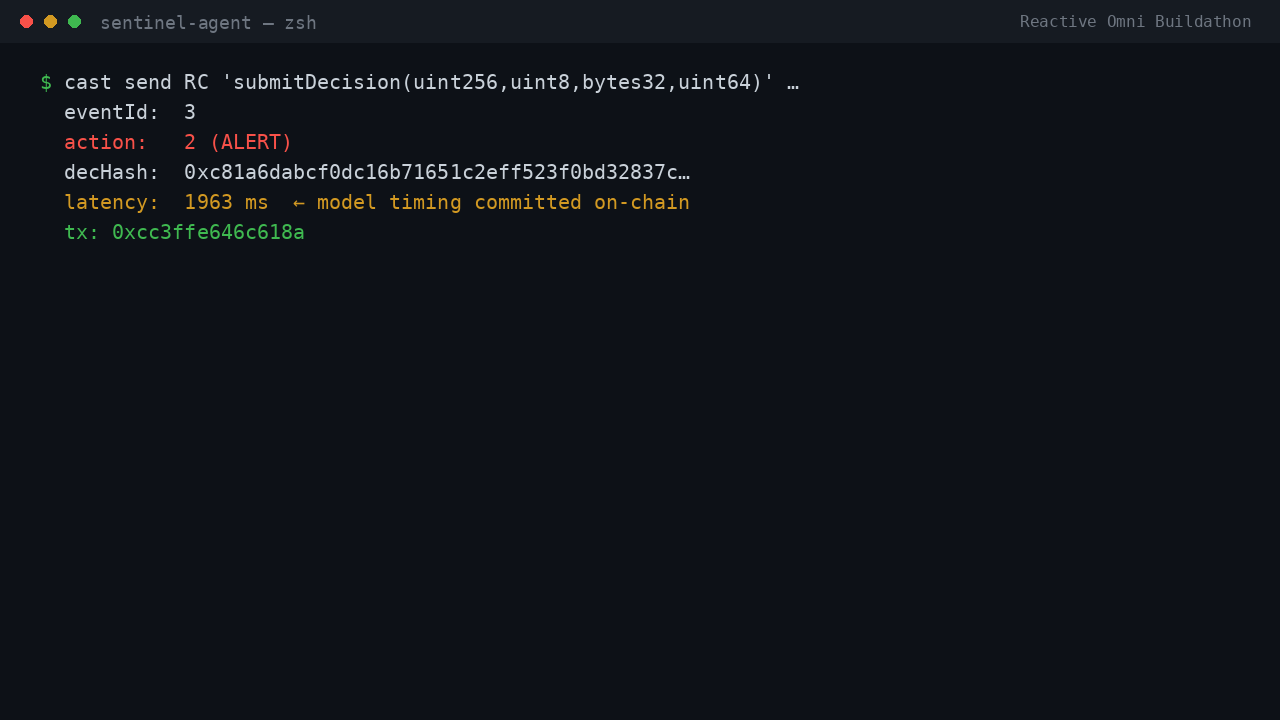 sentinel-agent — zsh
Reactive Omni Buildathon
$ cast send RC 'submitDecision(uint256,uint8,bytes32,uint64)' …
eventId: 3
action: 2 (ALERT)
decHash: 0xc81a6dabcf0dc16b71651c2eff523f0bd32837c…
latency: 1963 ms ← model timing committed on-chain
tx: 0xcc3ffe646c618a